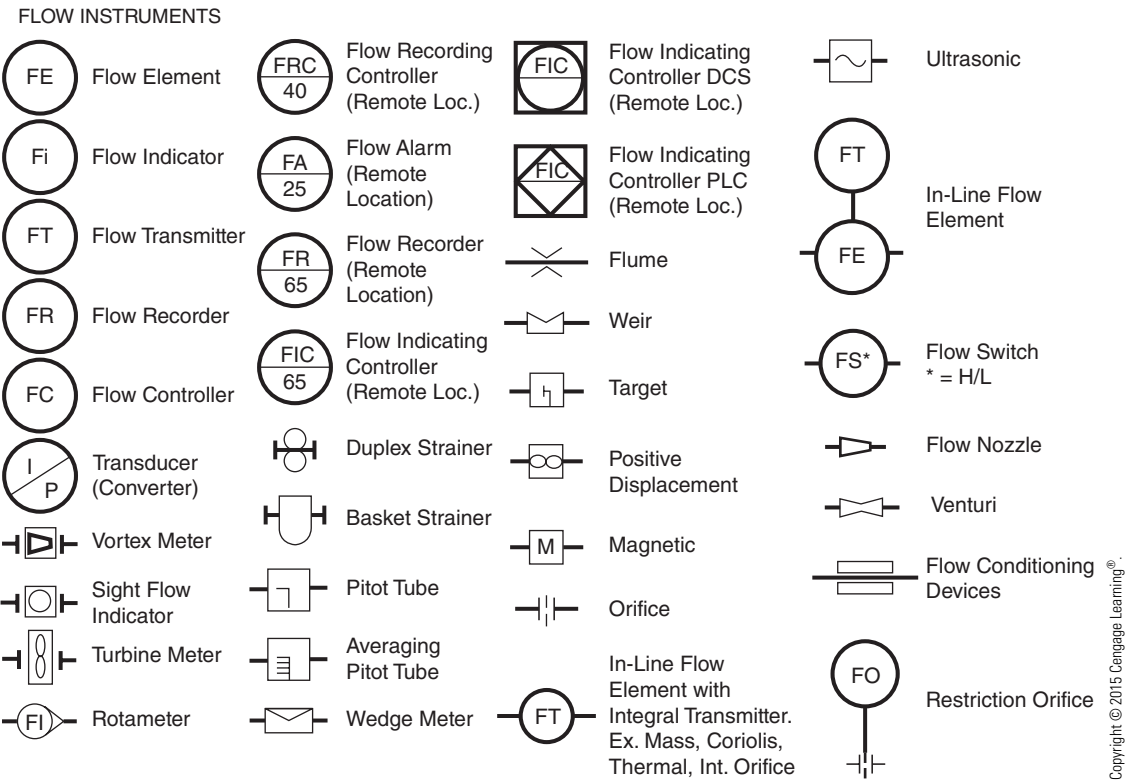 FLOW INSTRUMENTS
FE
Flow Element
Fi
Flow Indicator
FT
Flow Transmitter
FR
Flow Recorder
FC
Flow Controller
I
P
Transducer
(Converter)
Vortex Meter
Sight Flow
Indicator
Turbine Meter
FI
Rotameter
FRC
40
Flow Recording
Controller
(Remote Loc.)
FA
25
Flow Alarm
(Remote
Location)
FR
65
Flow Recorder
(Remote
Location)
FIC
65
Flow Indicating
Controller
(Remote Loc.)
Duplex Strainer
Basket Strainer
Pitot Tube
Averaging
Pitot Tube
Wedge Meter
FIC
Flow Indicating
Controller DCS
(Remote Loc.)
FIC
Flow Indicating
Controller PLC
(Remote Loc.)
Flume
Weir
Target
Positive
Displacement
M
Magnetic
Orifice
FT
In-Line Flow
Element with
Integral Transmitter.
Ex. Mass, Coriolis,
Thermal, Int. Orifice
Ultrasonic
FT
FE
In-Line Flow
Element
FS*
Flow Switch
* = H/L
Flow Nozzle
Venturi
Flow Conditioning
Devices
FO
Restriction Orifice
Copyright © 2015 Cengage Learning®.